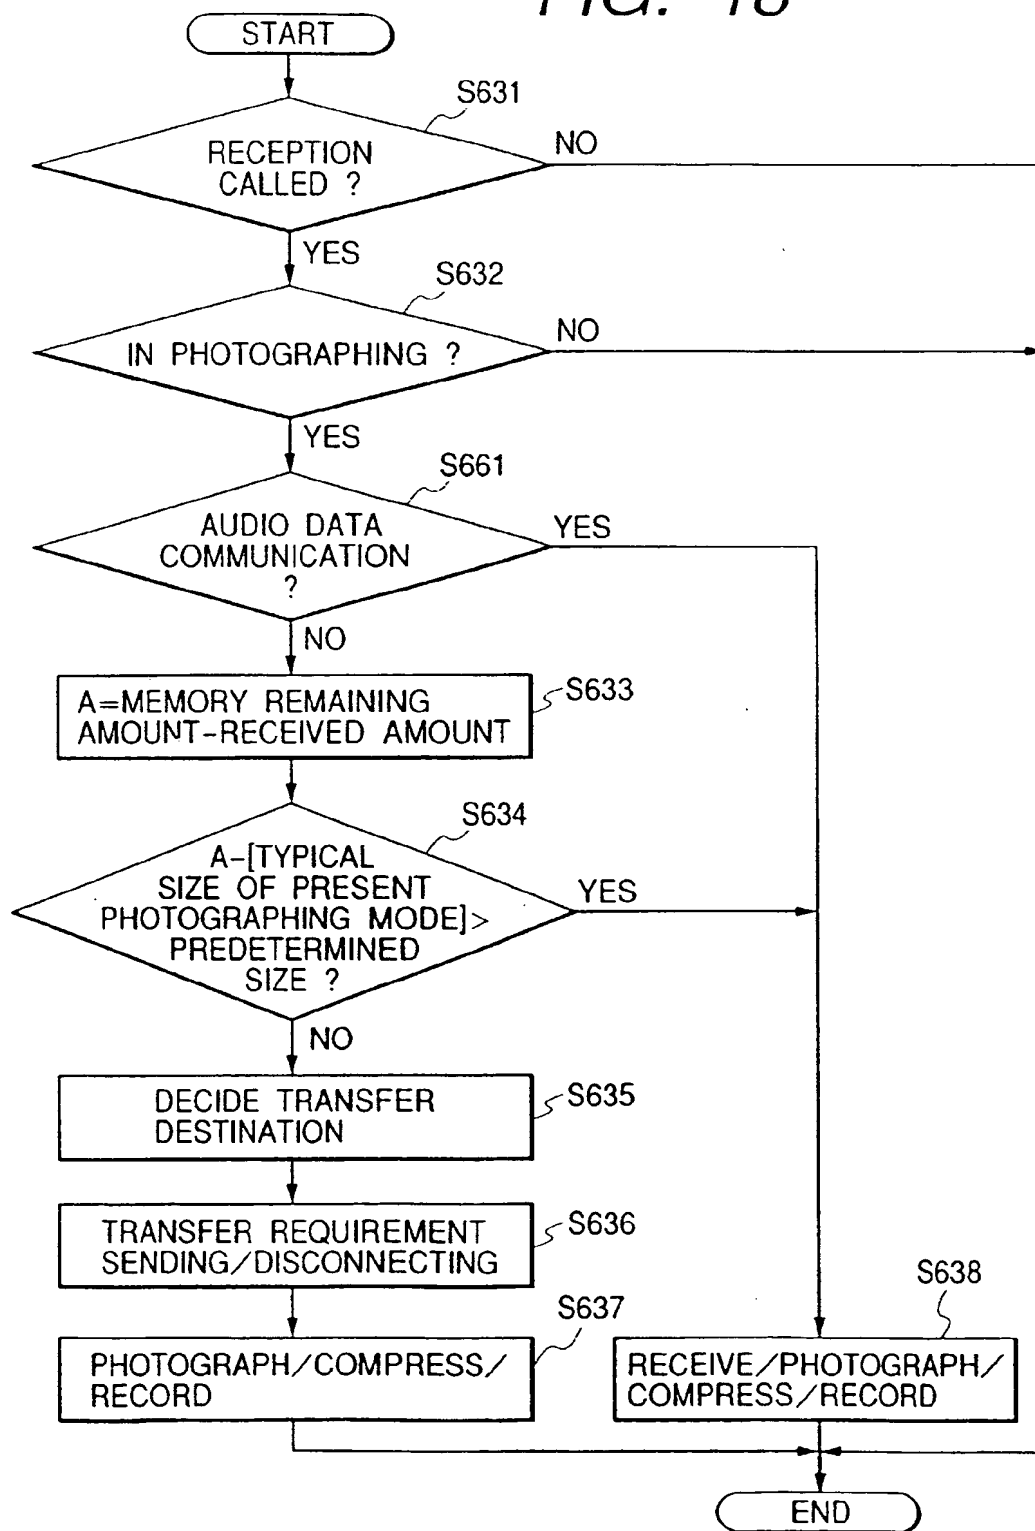 START
S631
RECEPTION
CALLED ?
NO
YES
S632
IN PHOTOGRAPHING ?
NO
YES
S661
AUDIO DATA
COMMUNICATION
?
YES
NO
A=MEMORY REMAINING
AMOUNT-RECEIVED AMOUNT
S633
S634
A-[TYPICAL
SIZE OF PRESENT
PHOTOGRAPHING MODE]>
PREDETERMINED
SIZE ?
YES
NO
DECIDE TRANSFER
DESTINATION
S635
TRANSFER REQUIREMENT
SENDING/DISCONNECTING
S636
S637
PHOTOGRAPH/COMPRESS/
RECORD
S638
RECEIVE/PHOTOGRAPH/
COMPRESS/RECORD
END